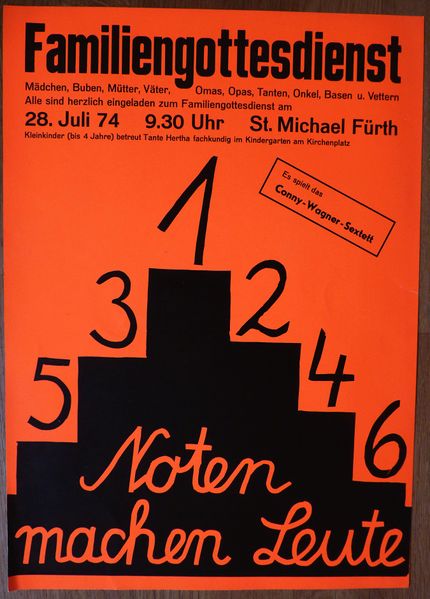 Familiengottesdienst
Mädchen, Buben, Mütter, Väter, Omas, Opas, Tanten, Onkel, Basen u. Vettern
Alle sind herzlich eingeladen zum Familiengottesdienst am
28. Juli 74 9.30 Uhr St. Michael Fürth
Kleinkinder (bis 4 Jahre) betreut Tante Hertha fachkundig im Kindergarten am Kirchenplatz
Es spielt das
Conny-Wagner-Sextett
1
3 2
5 4
6
Noten
machen Leute